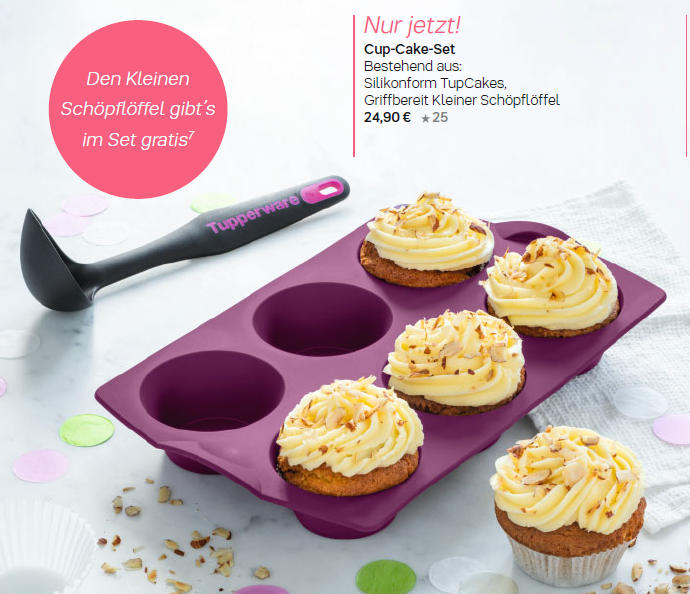 Den Kleinen
Schöpflöffel gibt's
im Set gratis⁷
Nur jetzt!
Cup-Cake-Set
Bestehend aus:
Silikonform TupCakes,
Griffbereit Kleiner Schöpflöffel
24,90 € ★25
Tupperware